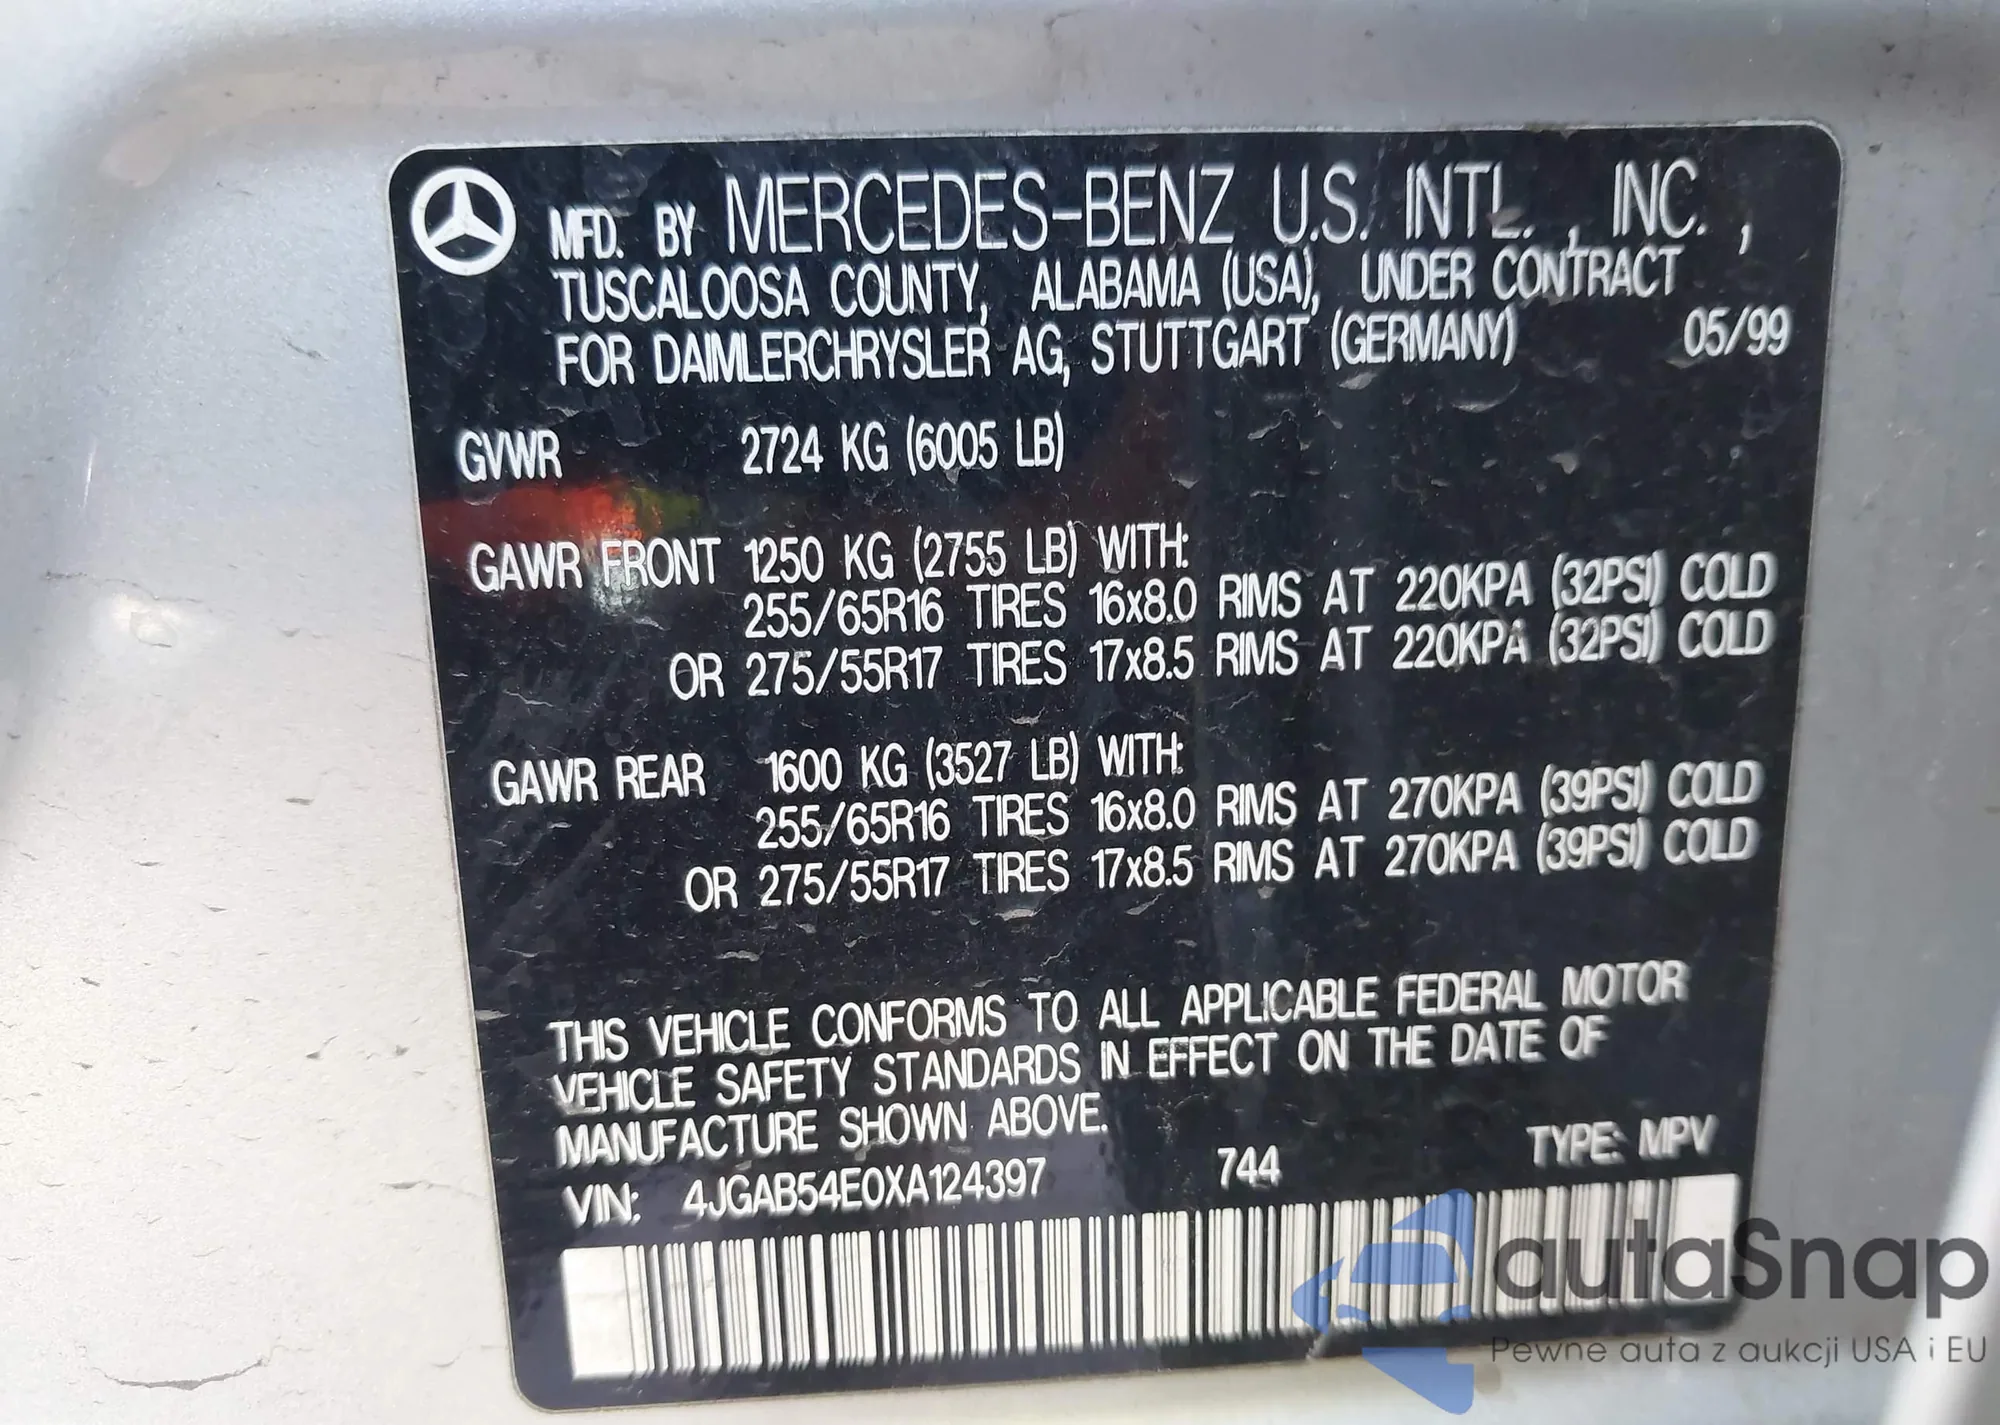 MFD. BY MERCEDES-BENZ U.S. INTL., INC.,
TUSCALOOSA COUNTY, ALABAMA (USA), UNDER CONTRACT
FOR DAIMLERCHRYSLER AG, STUTTGART (GERMANY) 05/99
GVWR 2724 KG (6005 LB)
GAWR FRONT 1250 KG (2755 LB) WITH:
255/65R16 TIRES 16x8.0 RIMS AT 220KPA (32PSI) COLD
OR 275/55R17 TIRES 17x8.5 RIMS AT 220KPA (32PSI) COLD
GAWR REAR 1600 KG (3527 LB) WITH:
255/65R16 TIRES 16x8.0 RIMS AT 270KPA (39PSI) COLD
OR 275/55R17 TIRES 17x8.5 RIMS AT 270KPA (39PSI) COLD
THIS VEHICLE CONFORMS TO ALL APPLICABLE FEDERAL MOTOR
VEHICLE SAFETY STANDARDS IN EFFECT ON THE DATE OF
MANUFACTURE SHOWN ABOVE.
VIN: 4JGAB54E0XA124397 744 TYPE: MPV
autaSnap
Pewne auta z aukcji USA i EU